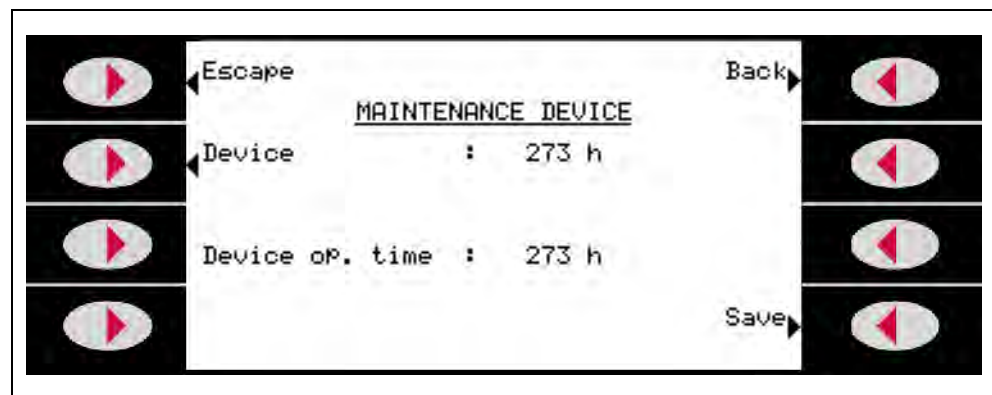 Escape Back
MAINTENANCE DEVICE
Device : 273 h
Device op. time : 273 h
Save